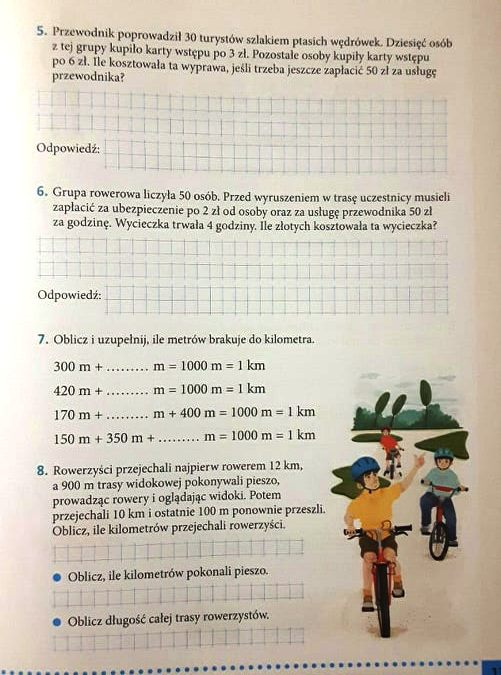 5. Przewodnik poprowadził 30 turystów szlakiem ptasich wędrówek. Dziesięć osób
z tej grupy kupiło karty wstępu po 3 zł. Pozostałe osoby kupiły karty wstępu
po 6 zł. Ile kosztowała ta wyprawa, jeśli trzeba jeszcze zapłacić 50 zł za usługę
przewodnika?
Odpowiedź:
6. Grupa rowerowa liczyła 50 osób. Przed wyruszeniem w trasę uczestnicy musieli
zapłacić za ubezpieczenie po 2 zł od osoby oraz za usługę przewodnika 50 zł
za godzinę. Wycieczka trwała 4 godziny. Ile złotych kosztowała ta wycieczka?
Odpowiedź:
7. Oblicz i uzupełnij, ile metrów brakuje do kilometra.
300 m + ......... m = 1000 m = 1 km
420 m + ......... m = 1000 m = 1 km
170 m + ......... m + 400 m = 1000 m = 1 km
150 m + 350 m + ......... m = 1000 m = 1 km
8. Rowerzyści przejechali najpierw rowerem 12 km,
a 900 m trasy widokowej pokonywali pieszo,
prowadząc rowery i oglądając widoki. Potem
przejechali 10 km i ostatnie 100 m ponownie przeszli.
Oblicz, ile kilometrów przejechali rowerzyści.
● Oblicz, ile kilometrów pokonali pieszo.
● Oblicz długość całej trasy rowerzystów.